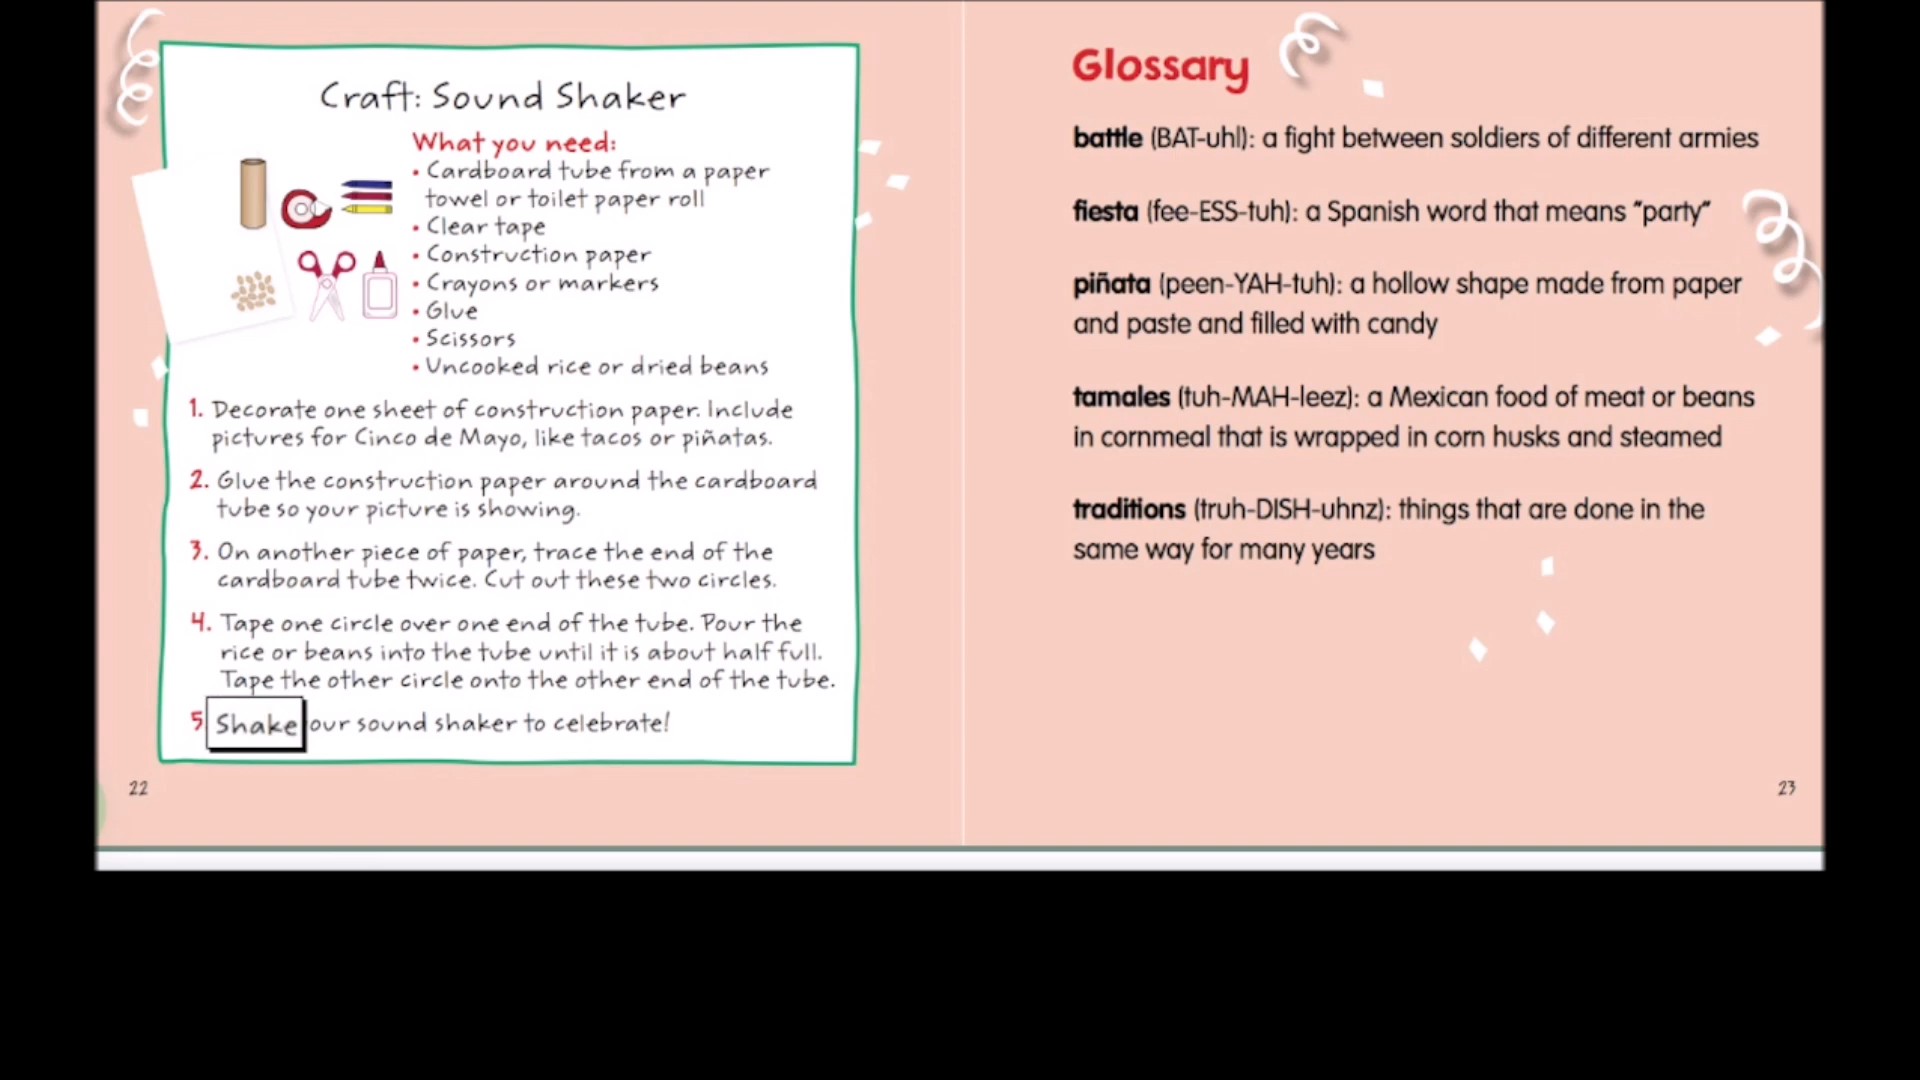 Craft: Sound Shaker
What you need:
• Cardboard tube from a paper
towel or toilet paper roll
• Clear tape
• Construction paper
• Crayons or markers
• Glue
• Scissors
• Uncooked rice or dried beans
1. Decorate one sheet of construction paper. Include
pictures for Cinco de Mayo, like tacos or piñatas.
2. Glue the construction paper around the cardboard
tube so your picture is showing.
3. On another piece of paper, trace the end of the
cardboard tube twice. Cut out these two circles.
4. Tape one circle over one end of the tube. Pour the
rice or beans into the tube until it is about half full.
Tape the other circle onto the other end of the tube.
5 Shake our sound shaker to celebrate!
22
Glossary
battle (BAT-uhl): a fight between soldiers of different armies
fiesta (fee-ESS-tuh): a Spanish word that means “party”
piñata (peen-YAH-tuh): a hollow shape made from paper
and paste and filled with candy
tamales (tuh-MAH-leez): a Mexican food of meat or beans
in cornmeal that is wrapped in corn husks and steamed
traditions (truh-DISH-uhnz): things that are done in the
same way for many years
23